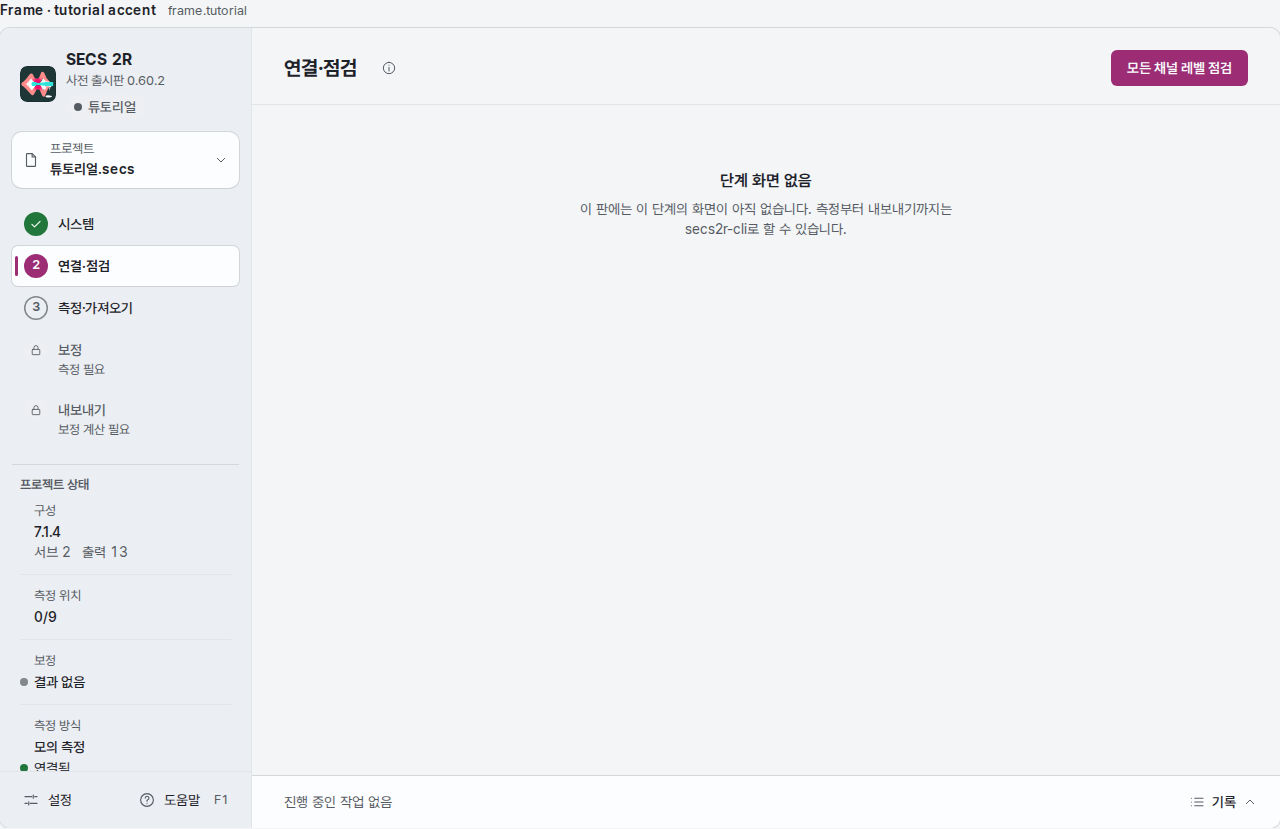 Frame · tutorial accent frame.tutorial
SECS 2R
사전 출시판 0.60.2
튜토리얼
프로젝트
튜토리얼.secs
시스템
2 연결·점검
3 측정·가져오기
보정
측정 필요
내보내기
보정 계산 필요
프로젝트 상태
구성
7.1.4
서브 2 출력 13
측정 위치
0/9
보정
결과 없음
측정 방식
모의 측정
연결됨
설정
도움말 F1
연결·점검
모든 채널 레벨 점검
단계 화면 없음
이 판에는 이 단계의 화면이 아직 없습니다. 측정부터 내보내기까지는
secs2r-cli로 할 수 있습니다.
진행 중인 작업 없음
기록